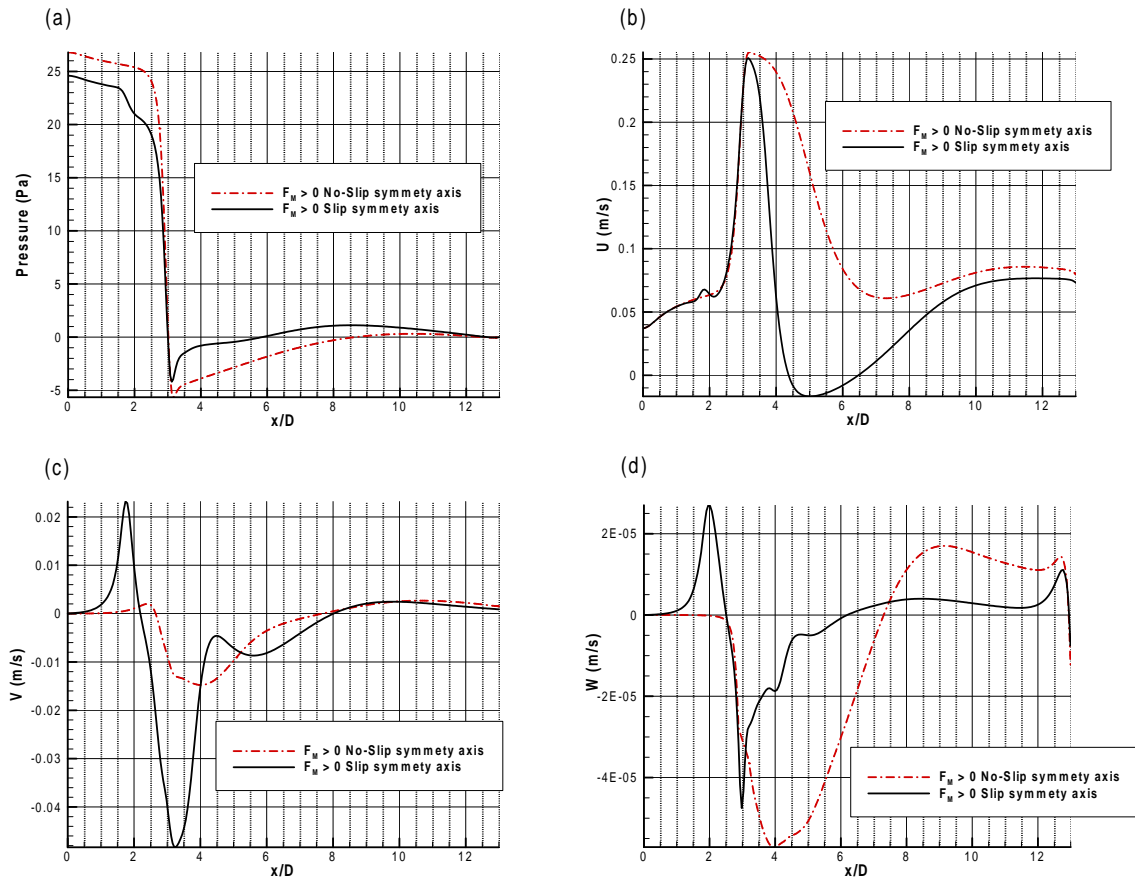 (a)
Pressure (Pa)
25
20
15
10
5
0
-5
0 2 4 6 8 10 12
x/D
F_M > 0 No-Slip symmety axis
F_M > 0 Slip symmety axis
(b)
U (m/s)
0.25
0.2
0.15
0.1
0.05
0
0 2 4 6 8 10 12
x/D
F_M > 0 No-Slip symmety axis
F_M > 0 Slip symmety axis
(c)
V (m/s)
0.02
0.01
0
-0.01
-0.02
-0.03
-0.04
0 2 4 6 8 10 12
x/D
F_M > 0 No-Slip symmety axis
F_M > 0 Slip symmety axis
(d)
W (m/s)
2E-05
0
-2E-05
-4E-05
0 2 4 6 8 10 12
x/D
F_M > 0 No-Slip symmety axis
F_M > 0 Slip symmety axis